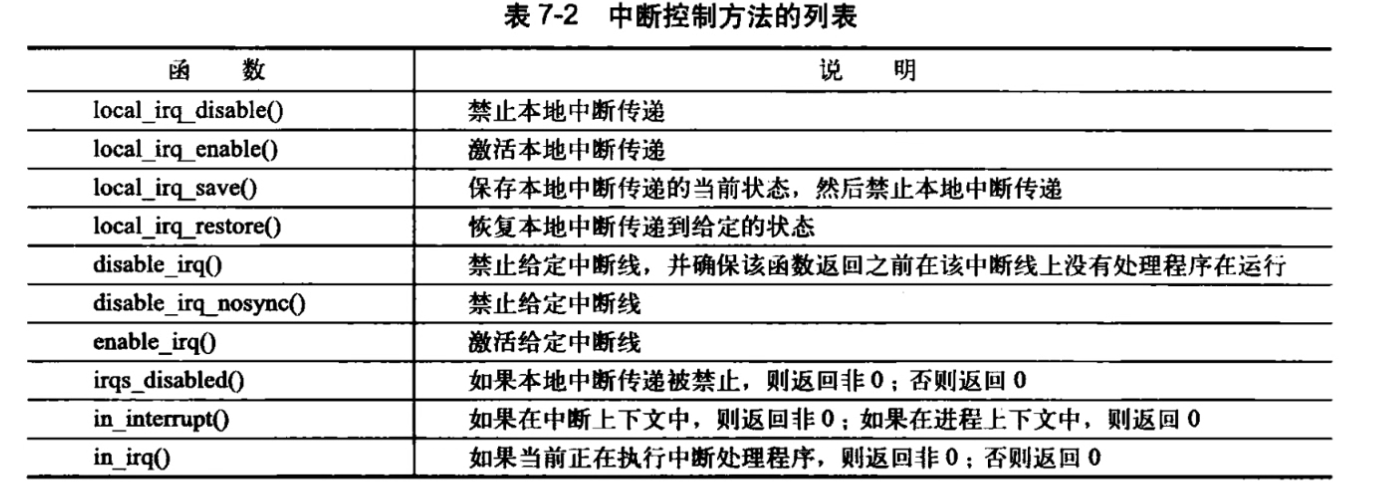 表 7-2 中断控制方法的列表
函 数 说 明
local_irq_disable() 禁止本地中断传递
local_irq_enable() 激活本地中断传递
local_irq_save() 保存本地中断传递的当前状态，然后禁止本地中断传递
local_irq_restore() 恢复本地中断传递到给定的状态
disable_irq() 禁止给定中断线，并确保该函数返回之前在该中断线上没有处理程序在运行
disable_irq_nosync() 禁止给定中断线
enable_irq() 激活给定中断线
irqs_disabled() 如果本地中断传递被禁止，则返回非 0；否则返回 0
in_interrupt() 如果在中断上下文中，则返回非 0；如果在进程上下文中，则返回 0
in_irq() 如果当前正在执行中断处理程序，则返回非 0；否则返回 0